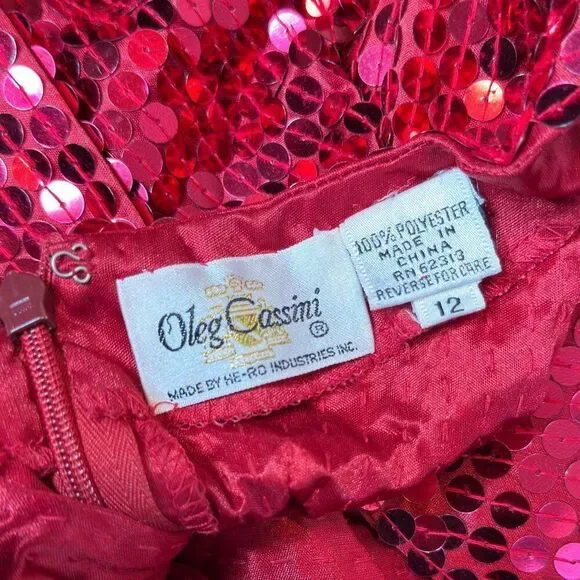 Oleg Cassini ®
MADE BY HE-RO INDUSTRIES INC.
100% POLYESTER
MADE IN
CHINA
RN 62313
REVERSE FOR CARE
12